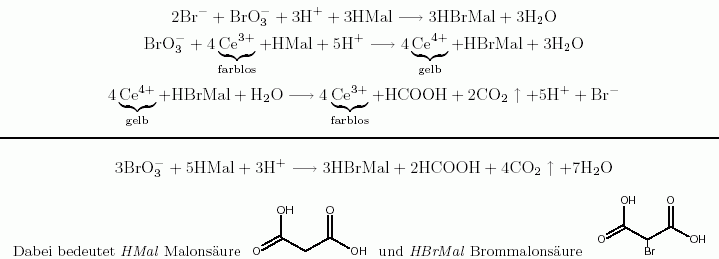 2Br⁻ + BrO₃⁻ + 3H⁺ + 3HMal ⟶ 3HBrMal + 3H₂O
BrO₃⁻ + 4 Ce³⁺ +HMal + 5H⁺ ⟶ 4 Ce⁴⁺ +HBrMal + 3H₂O
farblos gelb
4 Ce⁴⁺ +HBrMal + H₂O ⟶ 4 Ce³⁺ +HCOOH + 2CO₂ ↑ +5H⁺ + Br⁻
gelb farblos
3BrO₃⁻ + 5HMal + 3H⁺ ⟶ 3HBrMal + 2HCOOH + 4CO₂ ↑ +7H₂O
OH O OH O
Dabei bedeutet HMal Malonsäure O OH und HBrMal Brommalonsäure O Br OH